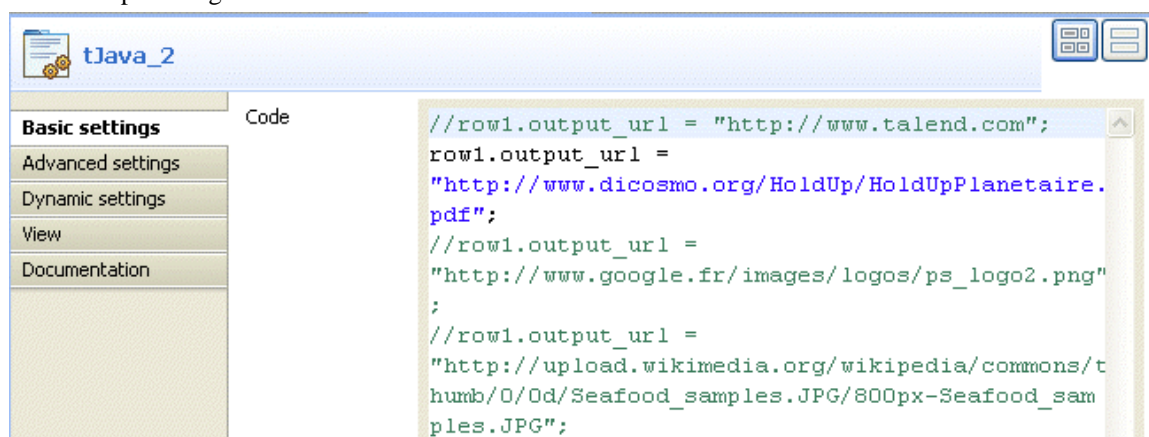 tJava_2
Basic settings
Advanced settings
Dynamic settings
View
Documentation
Code
//row1.output_url = "http://www.talend.com";
row1.output_url =
"http://www.dicosmo.org/HoldUp/HoldUpPlanetaire.
pdf";
//row1.output_url =
"http://www.google.fr/images/logos/ps_logo2.png"
;
//row1.output_url =
"http://upload.wikimedia.org/wikipedia/commons/t
humb/0/0d/Seafood_samples.JPG/800px-Seafood_sam
ples.JPG";